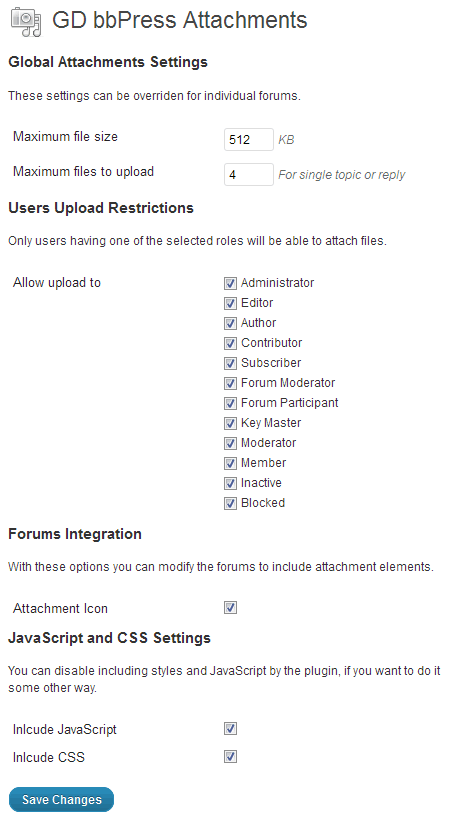 GD bbPress Attachments
Global Attachments Settings
These settings can be overriden for individual forums.
Maximum file size 512 KB
Maximum files to upload 4 For single topic or reply
Users Upload Restrictions
Only users having one of the selected roles will be able to attach files.
Allow upload to Administrator
Editor
Author
Contributor
Subscriber
Forum Moderator
Forum Participant
Key Master
Moderator
Member
Inactive
Blocked
Forums Integration
With these options you can modify the forums to include attachment elements.
Attachment Icon
JavaScript and CSS Settings
You can disable including styles and JavaScript by the plugin, if you want to do it
some other way.
Inlcude JavaScript
Inlcude CSS
Save Changes